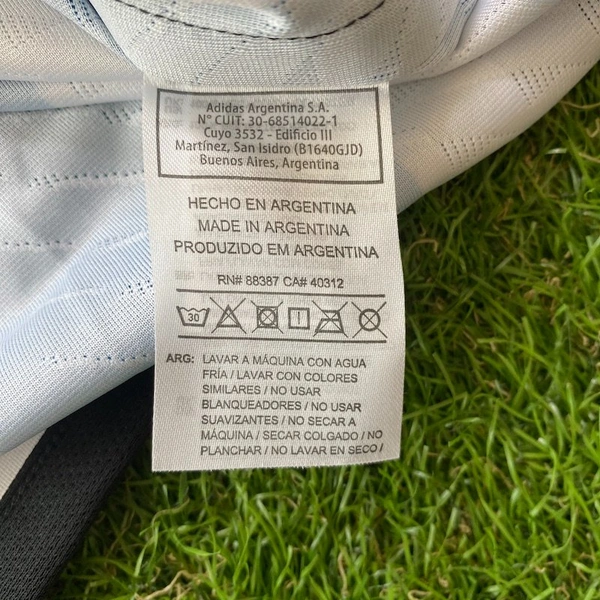 Adidas Argentina S.A.
N° CUIT: 30-68514022-1
Cuyo 3532 - Edificio III
Martínez, San Isidro (B1640GJD)
Buenos Aires, Argentina
HECHO EN ARGENTINA
MADE IN ARGENTINA
PRODUZIDO EM ARGENTINA
RN# 88387 CA# 40312
30
ARG: LAVAR A MÁQUINA CON AGUA
FRÍA / LAVAR CON COLORES
SIMILARES / NO USAR
BLANQUEADORES / NO USAR
SUAVIZANTES / NO SECAR A
MÁQUINA / SECAR COLGADO / NO
PLANCHAR / NO LAVAR EN SECO /